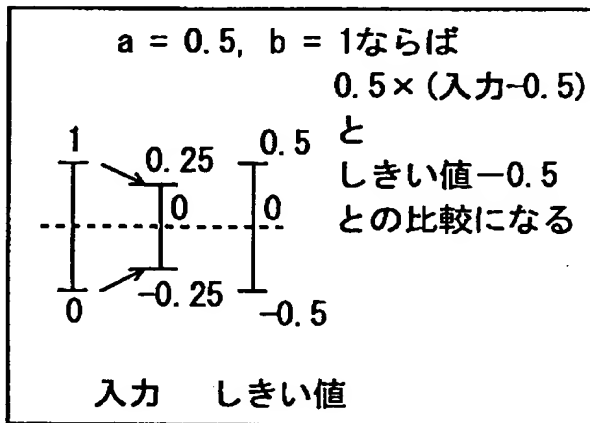 a = 0.5, b = 1ならば
0.5×(入力-0.5)
と
しきい値－0.5
との比較になる
1
0.25
0.5
0
0
0
-0.25
-0.5
入力
しきい値